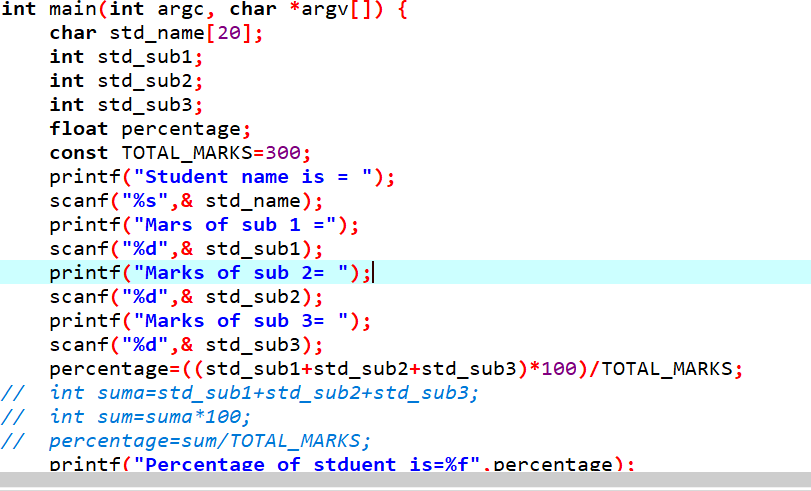 int main(int argc, char *argv[]) {
char std_name[20];
int std_sub1;
int std_sub2;
int std_sub3;
float percentage;
const TOTAL_MARKS=300;
printf("Student name is = ");
scanf("%s",& std_name);
printf("Mars of sub 1 =");
scanf("%d",& std_sub1);
printf("Marks of sub 2= ");
scanf("%d",& std_sub2);
printf("Marks of sub 3= ");
scanf("%d",& std_sub3);
percentage=((std_sub1+std_sub2+std_sub3)*100)/TOTAL_MARKS;
// int suma=std_sub1+std_sub2+std_sub3;
// int sum=suma*100;
// percentage=sum/TOTAL_MARKS;
printf("Percentage of stduent is=%f",percentage);